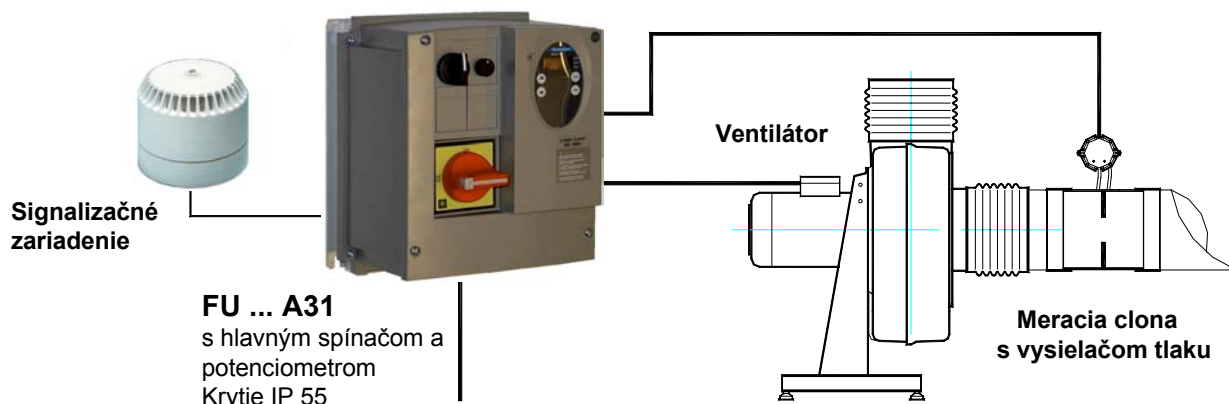 Ventilátor
Signalizačné
zariadenie
FU ... A31
s hlavným spínačom a
potenciometrom
Krytie IP 55
Meracia clona
s vysielačom tlaku